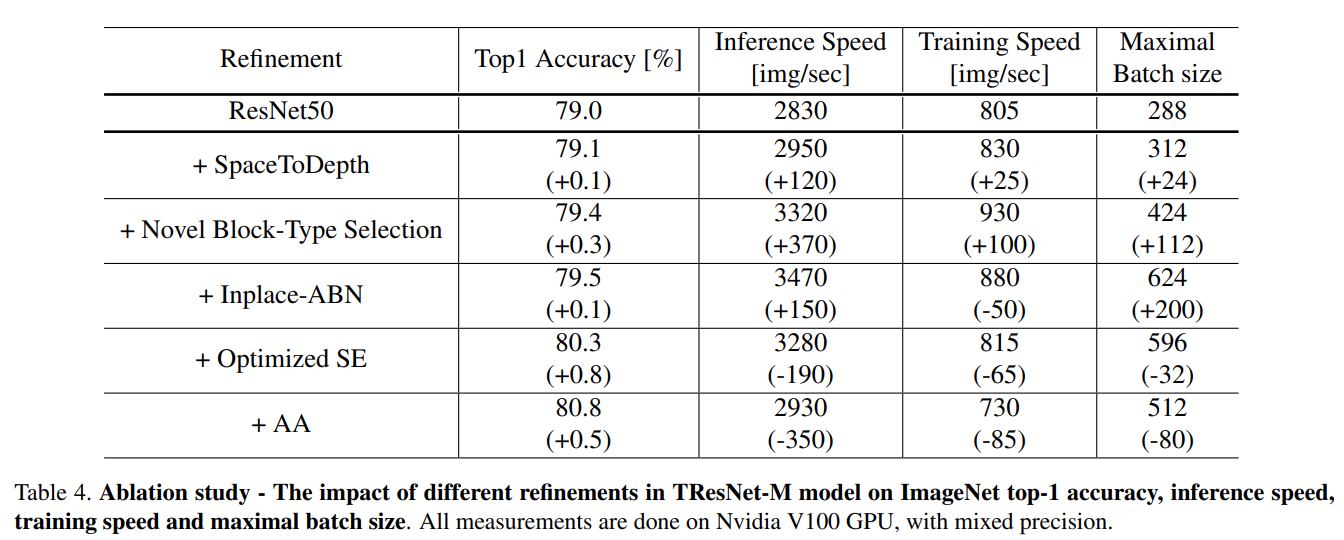 Refinement Top1 Accuracy [%] Inference Speed [img/sec] Training Speed [img/sec] Maximal Batch size
ResNet50 79.0 2830 805 288
+ SpaceToDepth 79.1 (+0.1) 2950 (+120) 830 (+25) 312 (+24)
+ Novel Block-Type Selection 79.4 (+0.3) 3320 (+370) 930 (+100) 424 (+112)
+ Inplace-ABN 79.5 (+0.1) 3470 (+150) 880 (-50) 624 (+200)
+ Optimized SE 80.3 (+0.8) 3280 (-190) 815 (-65) 596 (-32)
+ AA 80.8 (+0.5) 2930 (-350) 730 (-85) 512 (-80)
Table 4. Ablation study - The impact of different refinements in TResNet-M model on ImageNet top-1 accuracy, inference speed,
training speed and maximal batch size. All measurements are done on Nvidia V100 GPU, with mixed precision.